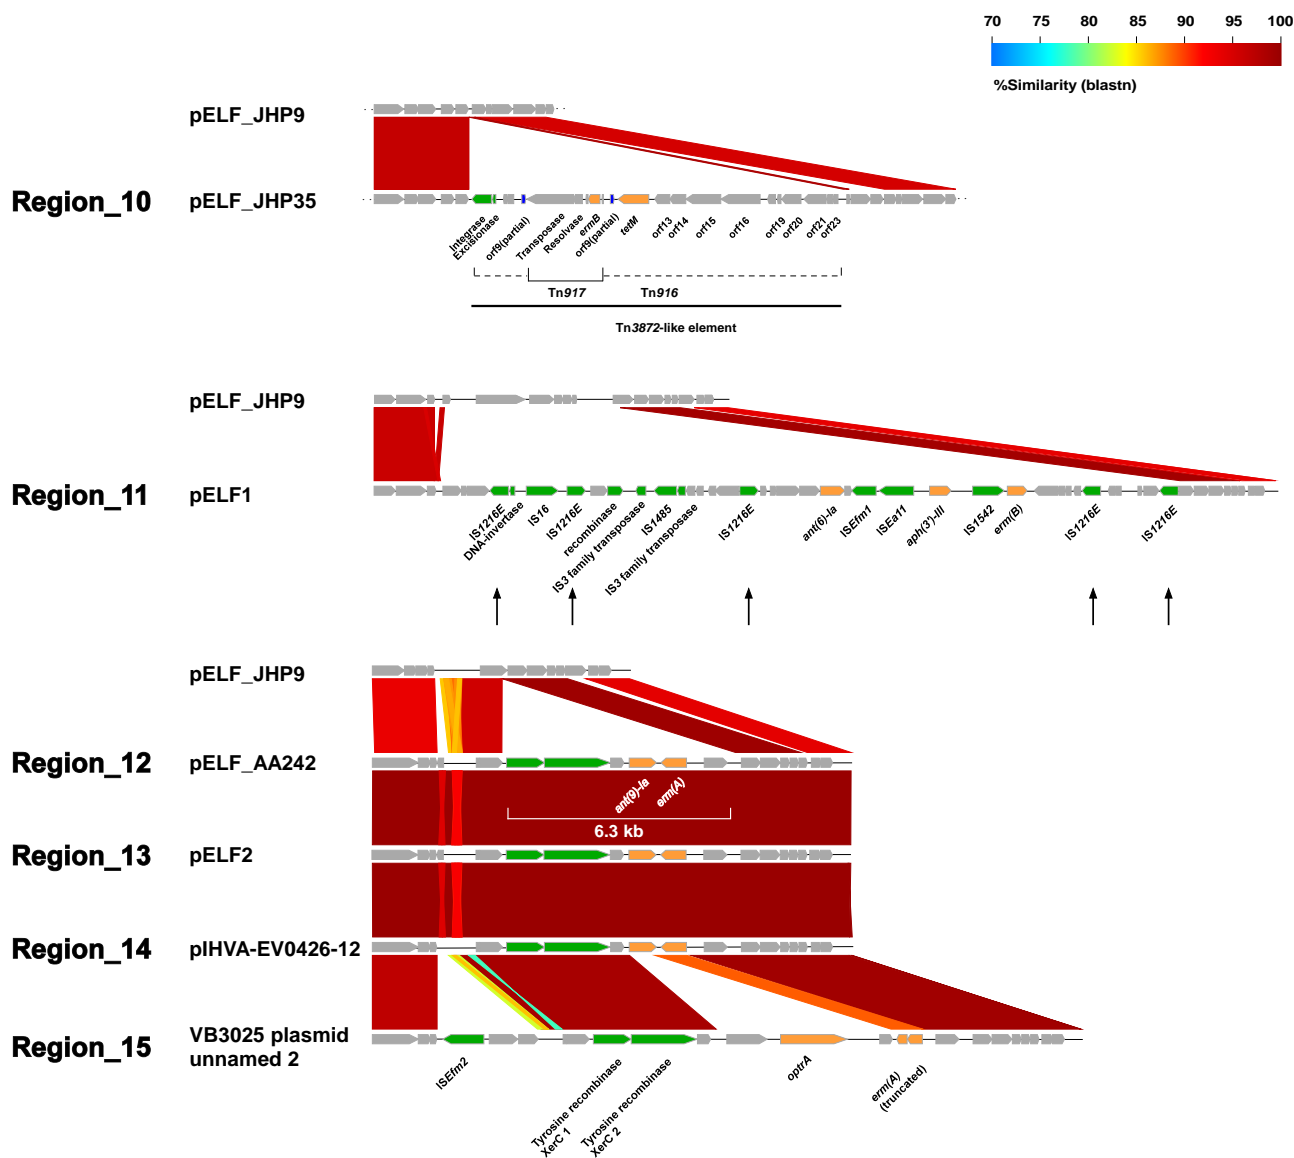 70 75 80 85 90 95 100
%Similarity (blastn)
pELF_JHP9
Region_10
pELF_JHP35
Integrase
Excisionase
orf9(partial)
Transposase
Resolvase
ermB
orf9(partial)
tetM
orf13
orf14
orf15
orf16
orf19
orf20
orf21
orf23
Tn917
Tn916
Tn3872-like element
pELF_JHP9
Region_11
pELF1
IS1216E
DNA-invertase
IS16
IS1216E
recombinase
IS3 family transposase
IS1485
IS3 family transposase
IS1216E
ant(6)-Ia
ISEfm1
ISEa11
aph(3')-III
IS1542
erm(B)
IS1216E
IS1216E
pELF_JHP9
Region_12
pELF_AA242
ant(9)-Ia
erm(A)
6.3 kb
Region_13
pELF2
Region_14
pIHVA-EV0426-12
Region_15
VB3025 plasmid
unnamed 2
ISEfm2
Tyrosine recombinase
XerC 1
Tyrosine recombinase
XerC 2
optrA
erm(A)
(truncated)